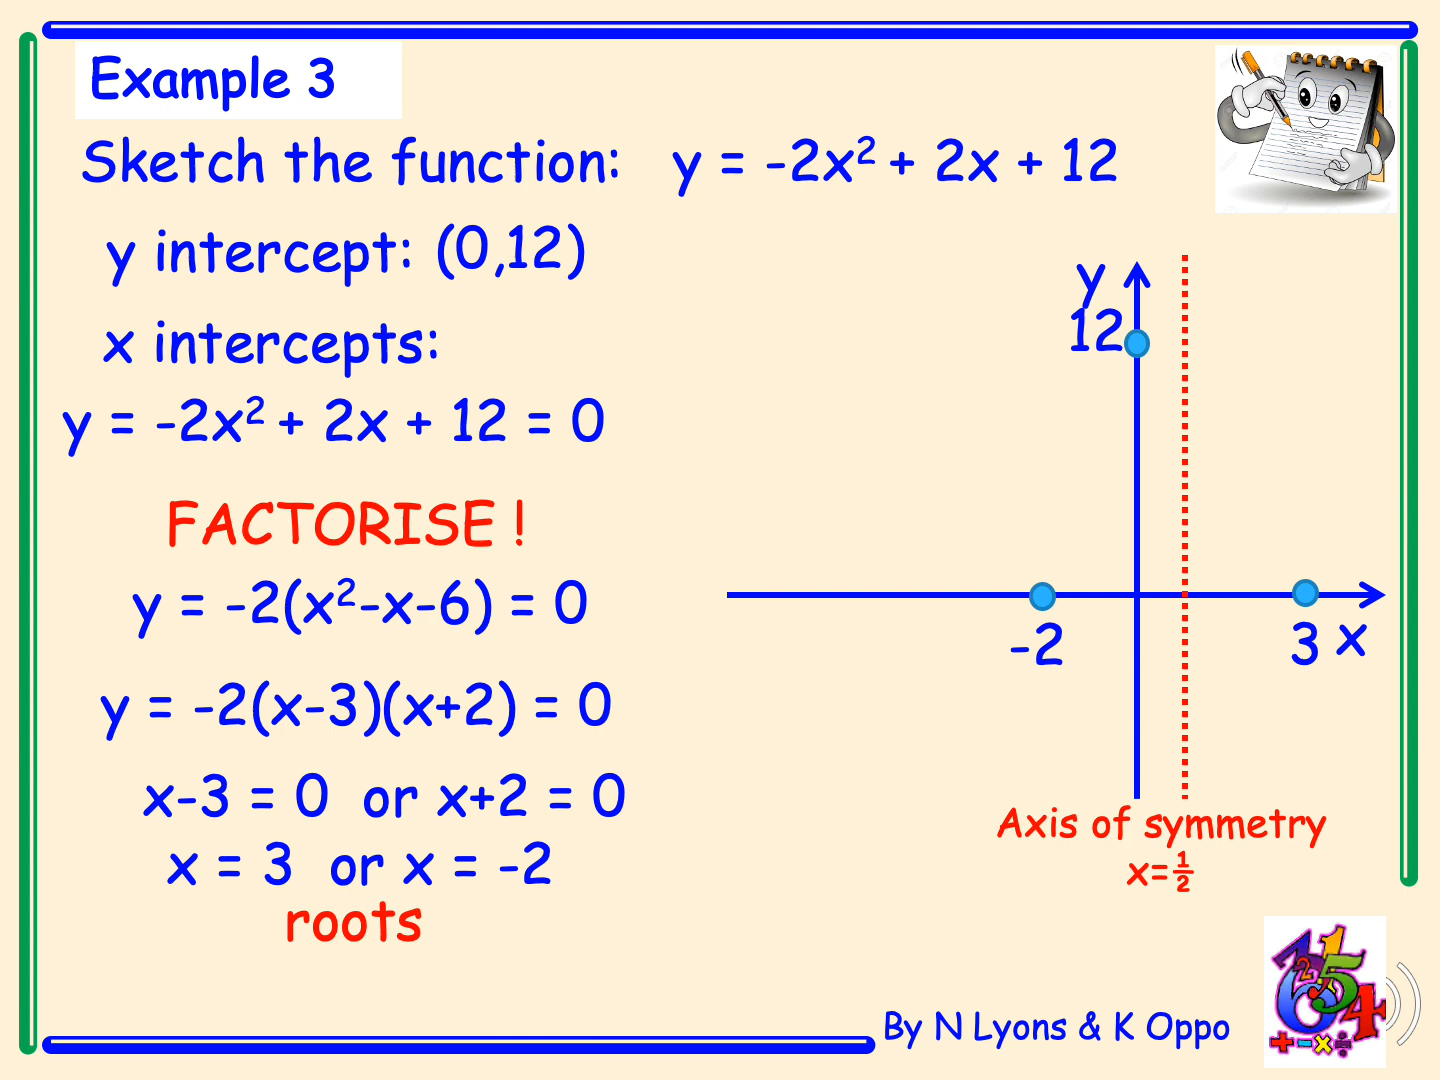 Example 3
Sketch the function: y = -2x² + 2x + 12
y intercept: (0,12)
x intercepts:
y = -2x² + 2x + 12 = 0
FACTORISE !
y = -2(x²-x-6) = 0
y = -2(x-3)(x+2) = 0
x-3 = 0 or x+2 = 0
x = 3 or x = -2
roots
y
12
-2
3 x
Axis of symmetry
x=½
By N Lyons & K Oppo